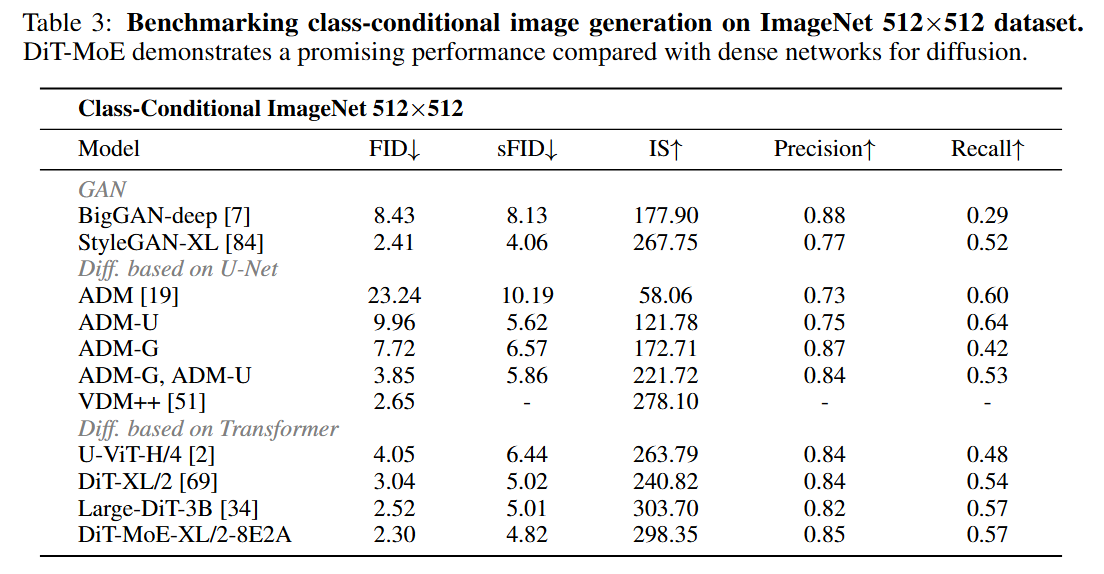 Table 3: Benchmarking class-conditional image generation on ImageNet 512×512 dataset.
DiT-MoE demonstrates a promising performance compared with dense networks for diffusion.
Class-Conditional ImageNet 512×512
Model FID↓ sFID↓ IS↑ Precision↑ Recall↑
GAN
BigGAN-deep [7] 8.43 8.13 177.90 0.88 0.29
StyleGAN-XL [84] 2.41 4.06 267.75 0.77 0.52
Diff. based on U-Net
ADM [19] 23.24 10.19 58.06 0.73 0.60
ADM-U 9.96 5.62 121.78 0.75 0.64
ADM-G 7.72 6.57 172.71 0.87 0.42
ADM-G, ADM-U 3.85 5.86 221.72 0.84 0.53
VDM++ [51] 2.65 - 278.10 - -
Diff. based on Transformer
U-ViT-H/4 [2] 4.05 6.44 263.79 0.84 0.48
DiT-XL/2 [69] 3.04 5.02 240.82 0.84 0.54
Large-DiT-3B [34] 2.52 5.01 303.70 0.82 0.57
DiT-MoE-XL/2-8E2A 2.30 4.82 298.35 0.85 0.57